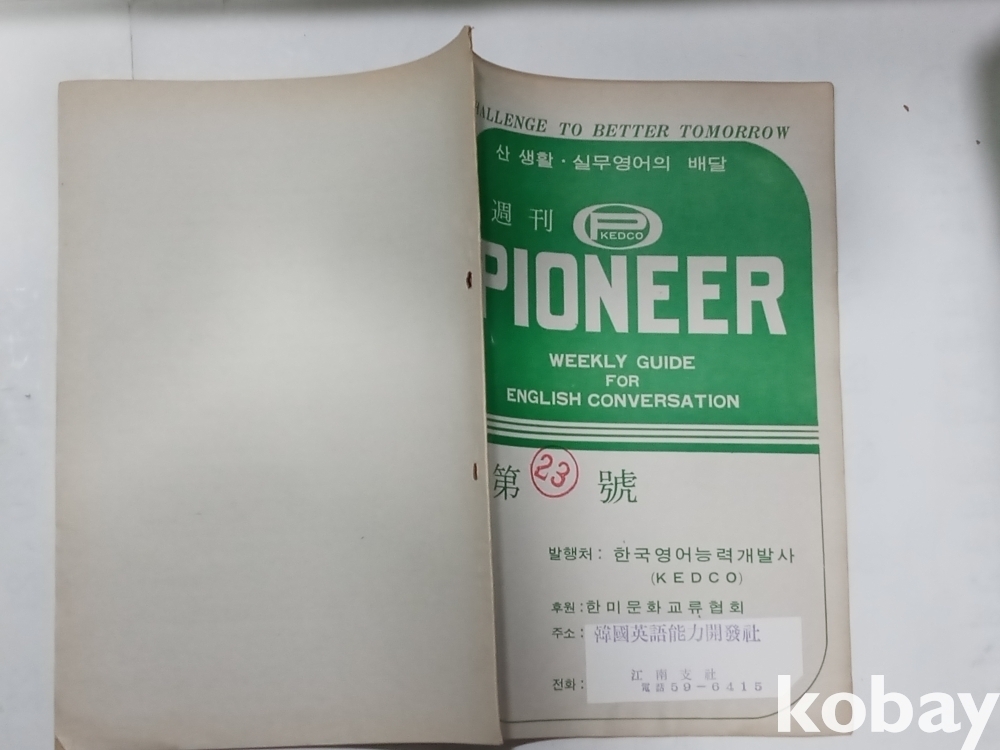 HALLENGE TO BETTER TOMORROW
산 생활·실무영어의 배달
週刊
P
KEDCO
PIONEER
WEEKLY GUIDE
FOR
ENGLISH CONVERSATION
第 23 號
발행처: 한국영어능력개발사
(KEDCO)
후원: 한미문화교류협회
주소: 韓國英語能力開發社
江南支社
전화: 電話 59-6415
kobay